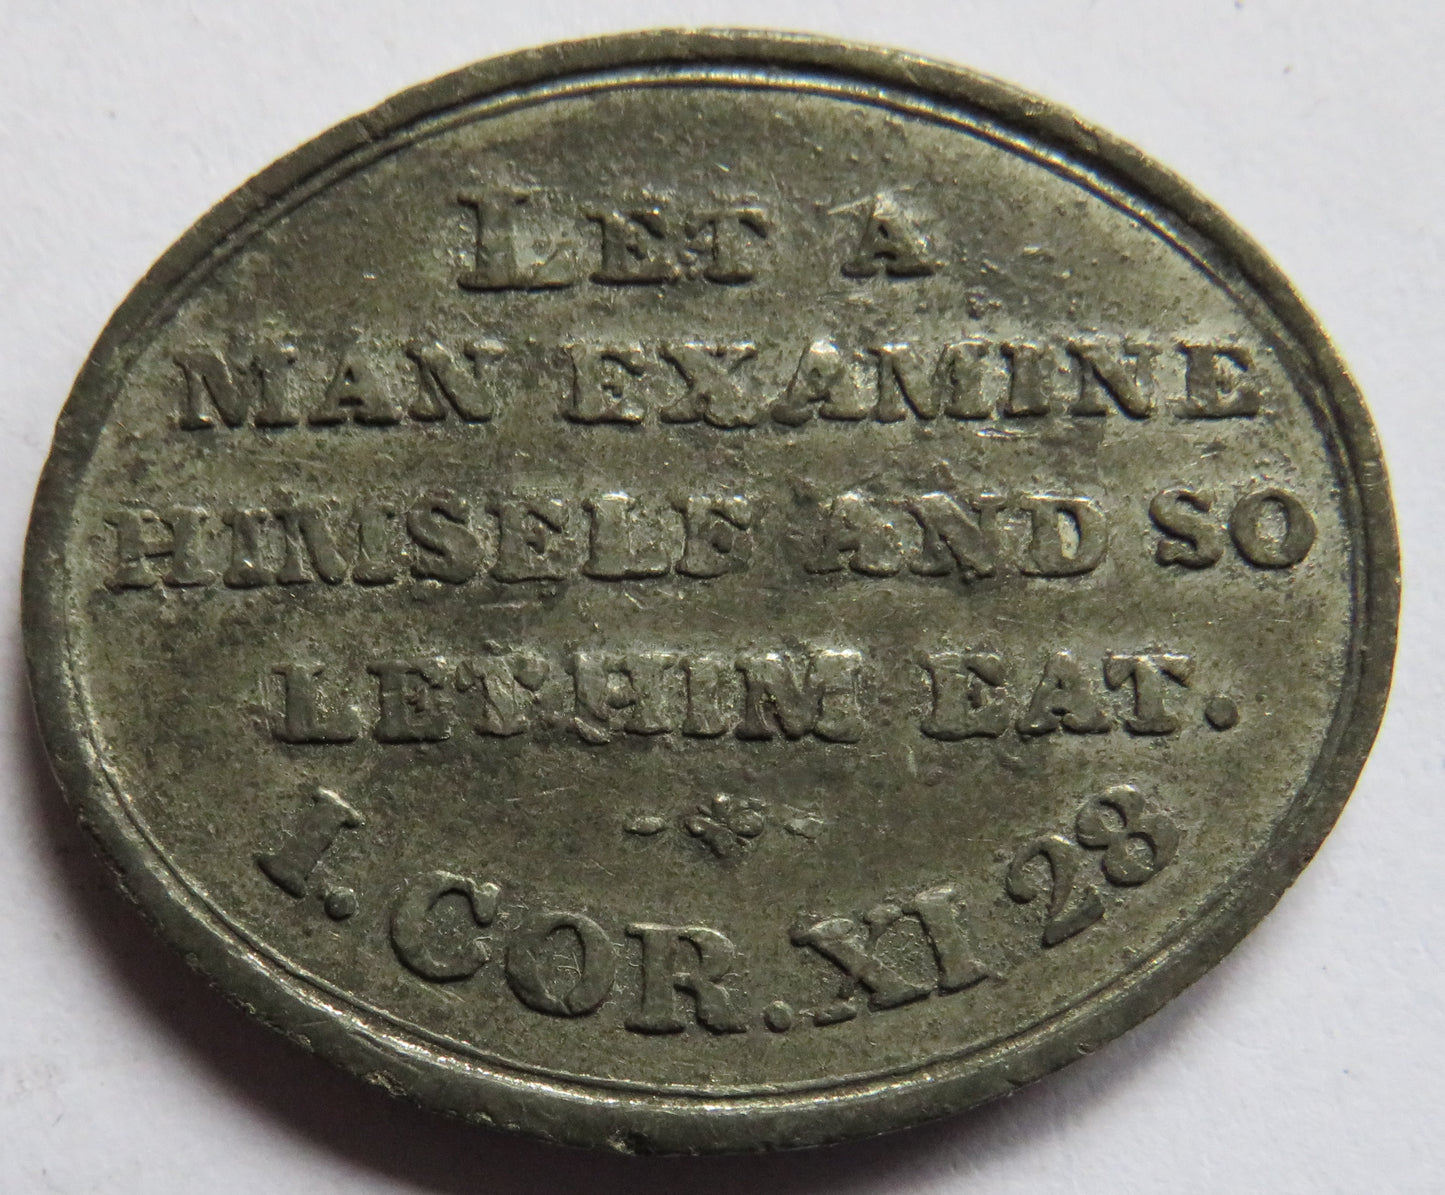 LET A
MAN EXAMINE
HIMSELF AND SO
LET HIM EAT.
I. COR. XI 28